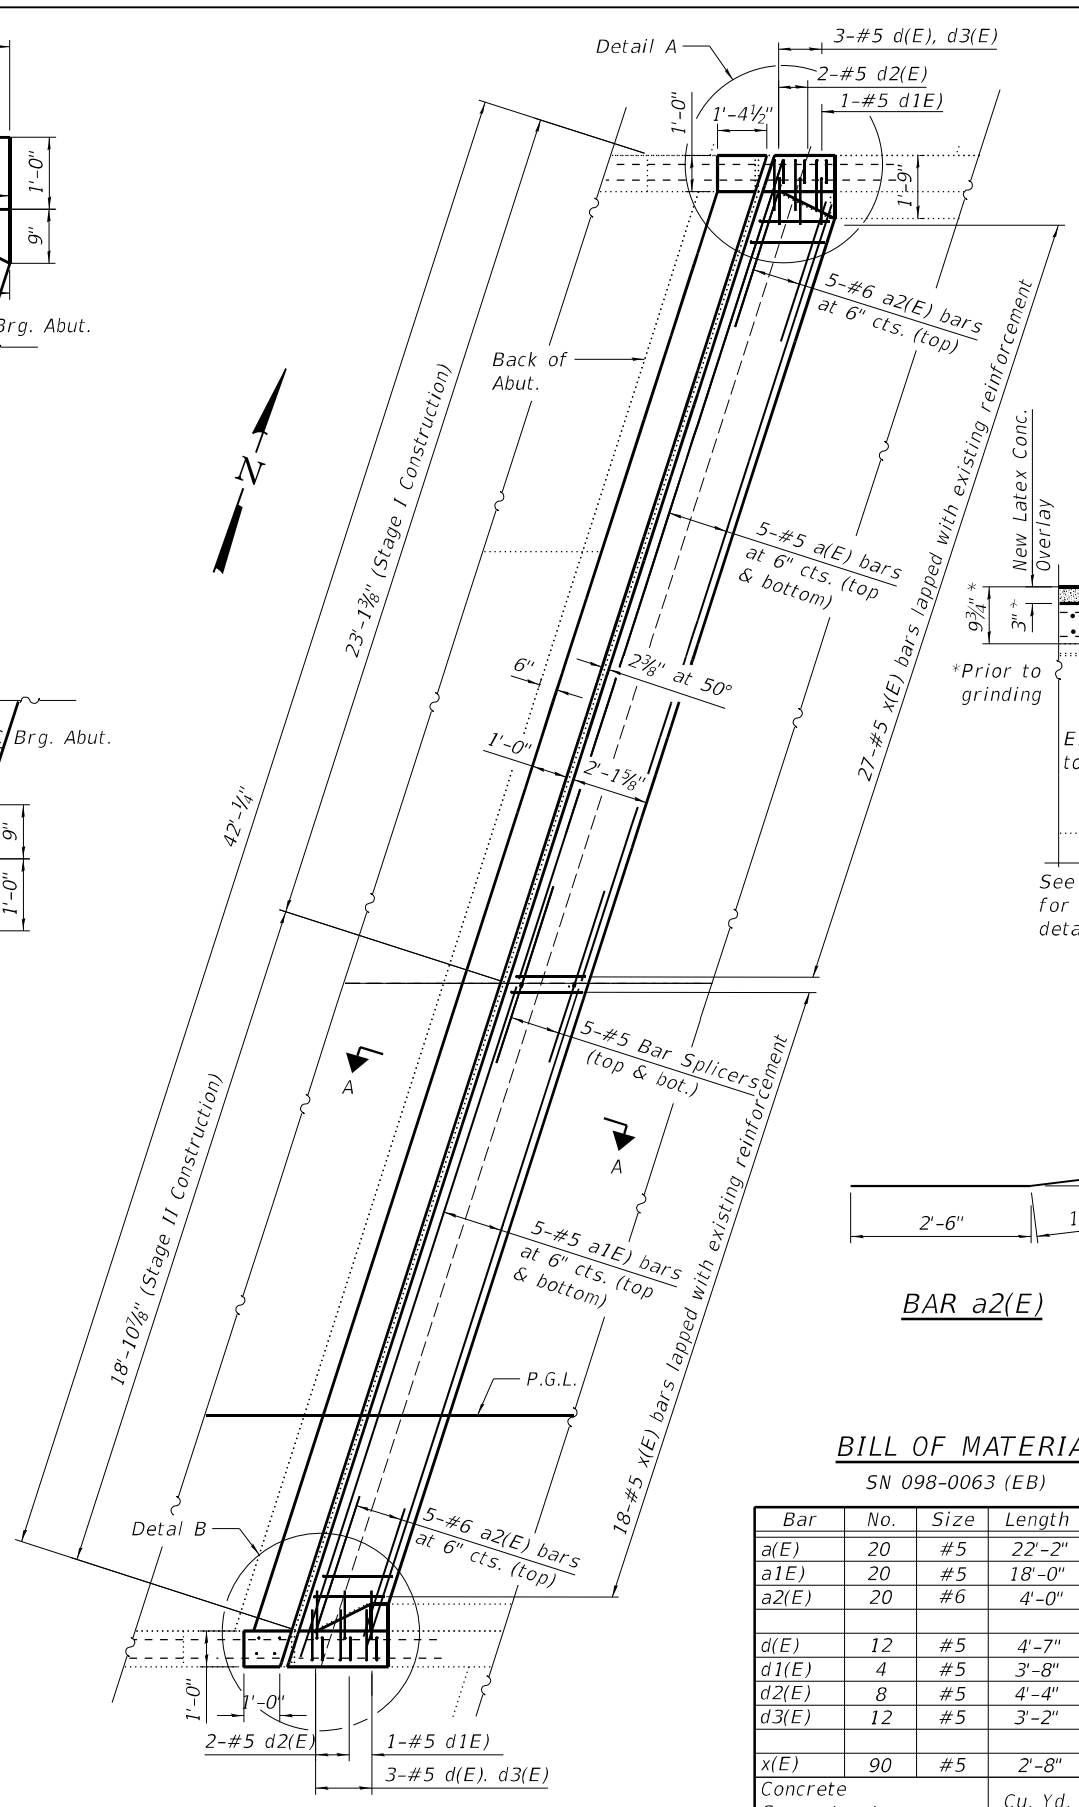 3-#5 d(E), d3(E)
Detail A
2-#5 d2(E)
1-#5 d1E)
1'-0"
1'-4½"
1'-0"
9"
1'-9"
Brg. Abut.
5-#6 a2(E) bars
at 6" cts. (top)
Back of
Abut.
N
23'-1⅜" (Stage I Construction)
27-#5 x(E) bars lapped with existing reinforcement
New Latex Conc.
Overlay
5-#5 a(E) bars
at 6" cts. (top
& bottom)
9¾" *
3" *
*Prior to
grinding
6"
2⅜" at 50°
Brg. Abut.
1'-0"
2'-1⅝"
42'-¼"
9"
1'-0"
See
for
5-#5 Bar Splicers
(top & bot.)
A
A
18'-10⅞" (Stage II Construction)
18-#5 x(E) bars lapped with existing reinforcement
2'-6"
BAR a2(E)
5-#5 a1E) bars
at 6" cts. (top
& bottom)
P.G.L.
Detal B
5-#6 a2(E) bars
at 6" cts. (top)
1'-0"
1'-0"
2-#5 d2(E)
1-#5 d1E)
3-#5 d(E). d3(E)
BILL OF MATERIA
SN 098-0063 (EB)
Bar No. Size Length
a(E) 20 #5 22'-2"
a1E) 20 #5 18'-0"
a2(E) 20 #6 4'-0"
d(E) 12 #5 4'-7"
d1(E) 4 #5 3'-8"
d2(E) 8 #5 4'-4"
d3(E) 12 #5 3'-2"
x(E) 90 #5 2'-8"
Concrete
Cu. Yd.